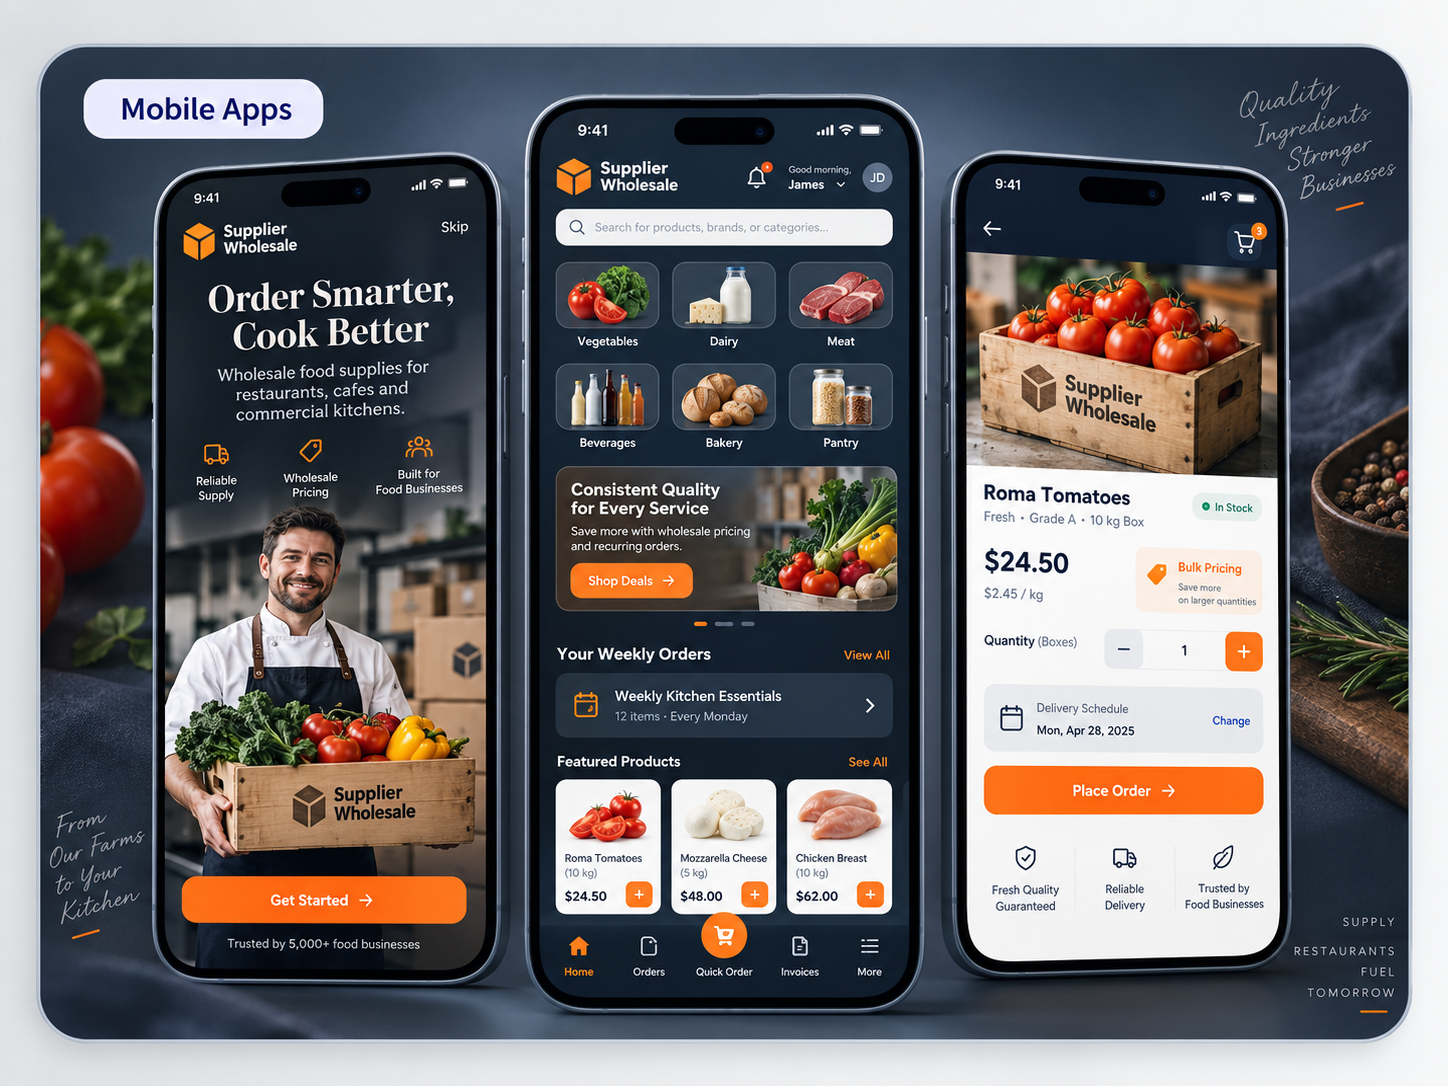 Mobile Apps
Quality
Ingredients
Stronger
Businesses
9:41
Supplier
Wholesale
Skip
Order Smarter,
Cook Better
Wholesale food supplies for
restaurants, cafes and
commercial kitchens.
Reliable
Supply
Wholesale
Pricing
Built for
Food Businesses
Supplier
Wholesale
Get Started →
Trusted by 5,000+ food businesses
From
Our Farms
to Your
Kitchen
9:41
Supplier
Wholesale
Good morning,
James
JD
Search for products, brands, or categories...
Vegetables
Dairy
Meat
Beverages
Bakery
Pantry
Consistent Quality
for Every Service
Save more with wholesale pricing
and recurring orders.
Shop Deals →
Your Weekly Orders
View All
Weekly Kitchen Essentials
12 items • Every Monday
Featured Products
See All
Roma Tomatoes
(10 kg)
$24.50
+
Mozzarella Cheese
(5 kg)
$48.00
+
Chicken Breast
(10 kg)
$62.00
+
Home
Orders
Quick Order
Invoices
More
9:41
3
Supplier
Wholesale
Roma Tomatoes
Fresh • Grade A • 10 kg Box
In Stock
$24.50
$2.45 / kg
Bulk Pricing
Save more
on larger quantities
Quantity (Boxes)
− 1 +
Delivery Schedule
Mon, Apr 28, 2025
Change
Place Order →
Fresh Quality
Guaranteed
Reliable
Delivery
Trusted by
Food Businesses
SUPPLY
RESTAURANTS
FUEL
TOMORROW